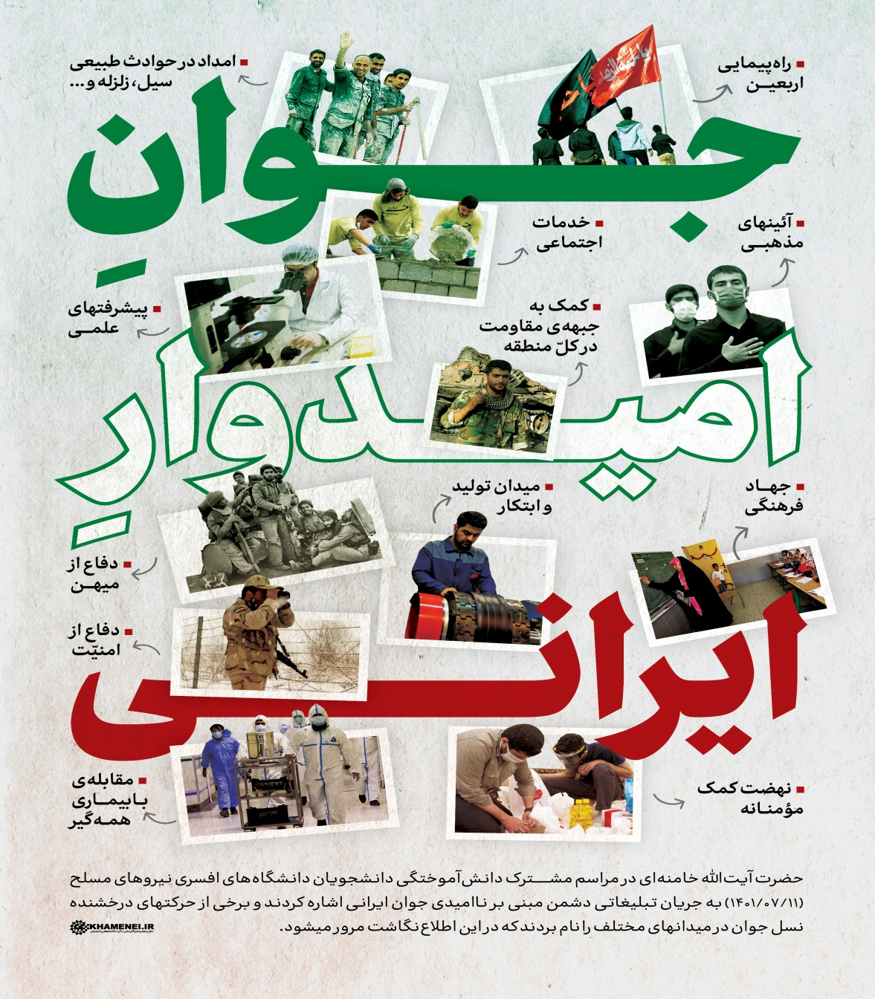 راه‌پیمایی
اربعین
امداد در حوادث طبیعی
سیل، زلزله و...
جوانِ
آئینهای
مذهبی
خدمات
اجتماعی
پیشرفتهای
علمی
کمک به
جبهه‌ی مقاومت
در کلّ منطقه
امیدوارِ
جهاد
فرهنگی
میدان تولید
و ابتکار
دفاع از
میهن
دفاع از
امنیّت
ایرانی
نهضت کمک
مؤمنانه
مقابله‌ی
با بیماری
همه‌گیر
حضرت آیت‌الله خامنه‌ای در مراسم مشترک دانش‌آموختگی دانشجویان دانشگاه‌های افسری نیروهای مسلح
(۱۴۰۱/۰۷/۱۱) به جریان تبلیغاتی دشمن مبنی بر ناامیدی جوان ایرانی اشاره کردند و برخی از حرکتهای درخشنده
نسل جوان در میدانهای مختلف را نام بردند که در این اطلاع‌نگاشت مرور میشود.
KHAMENEI.IR